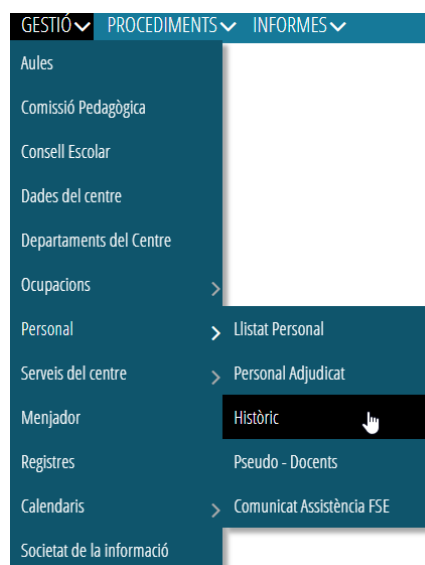 GESTIÓ PROCEDIMENTS INFORMES
Aules
Comissió Pedagògica
Consell Escolar
Dades del centre
Departaments del Centre
Ocupacions
Personal
Serveis del centre
Menjador
Registres
Calendaris
Societat de la informació
Llistat Personal
Personal Adjudicat
Històric
Pseudo - Docents
Comunicat Assistència FSE